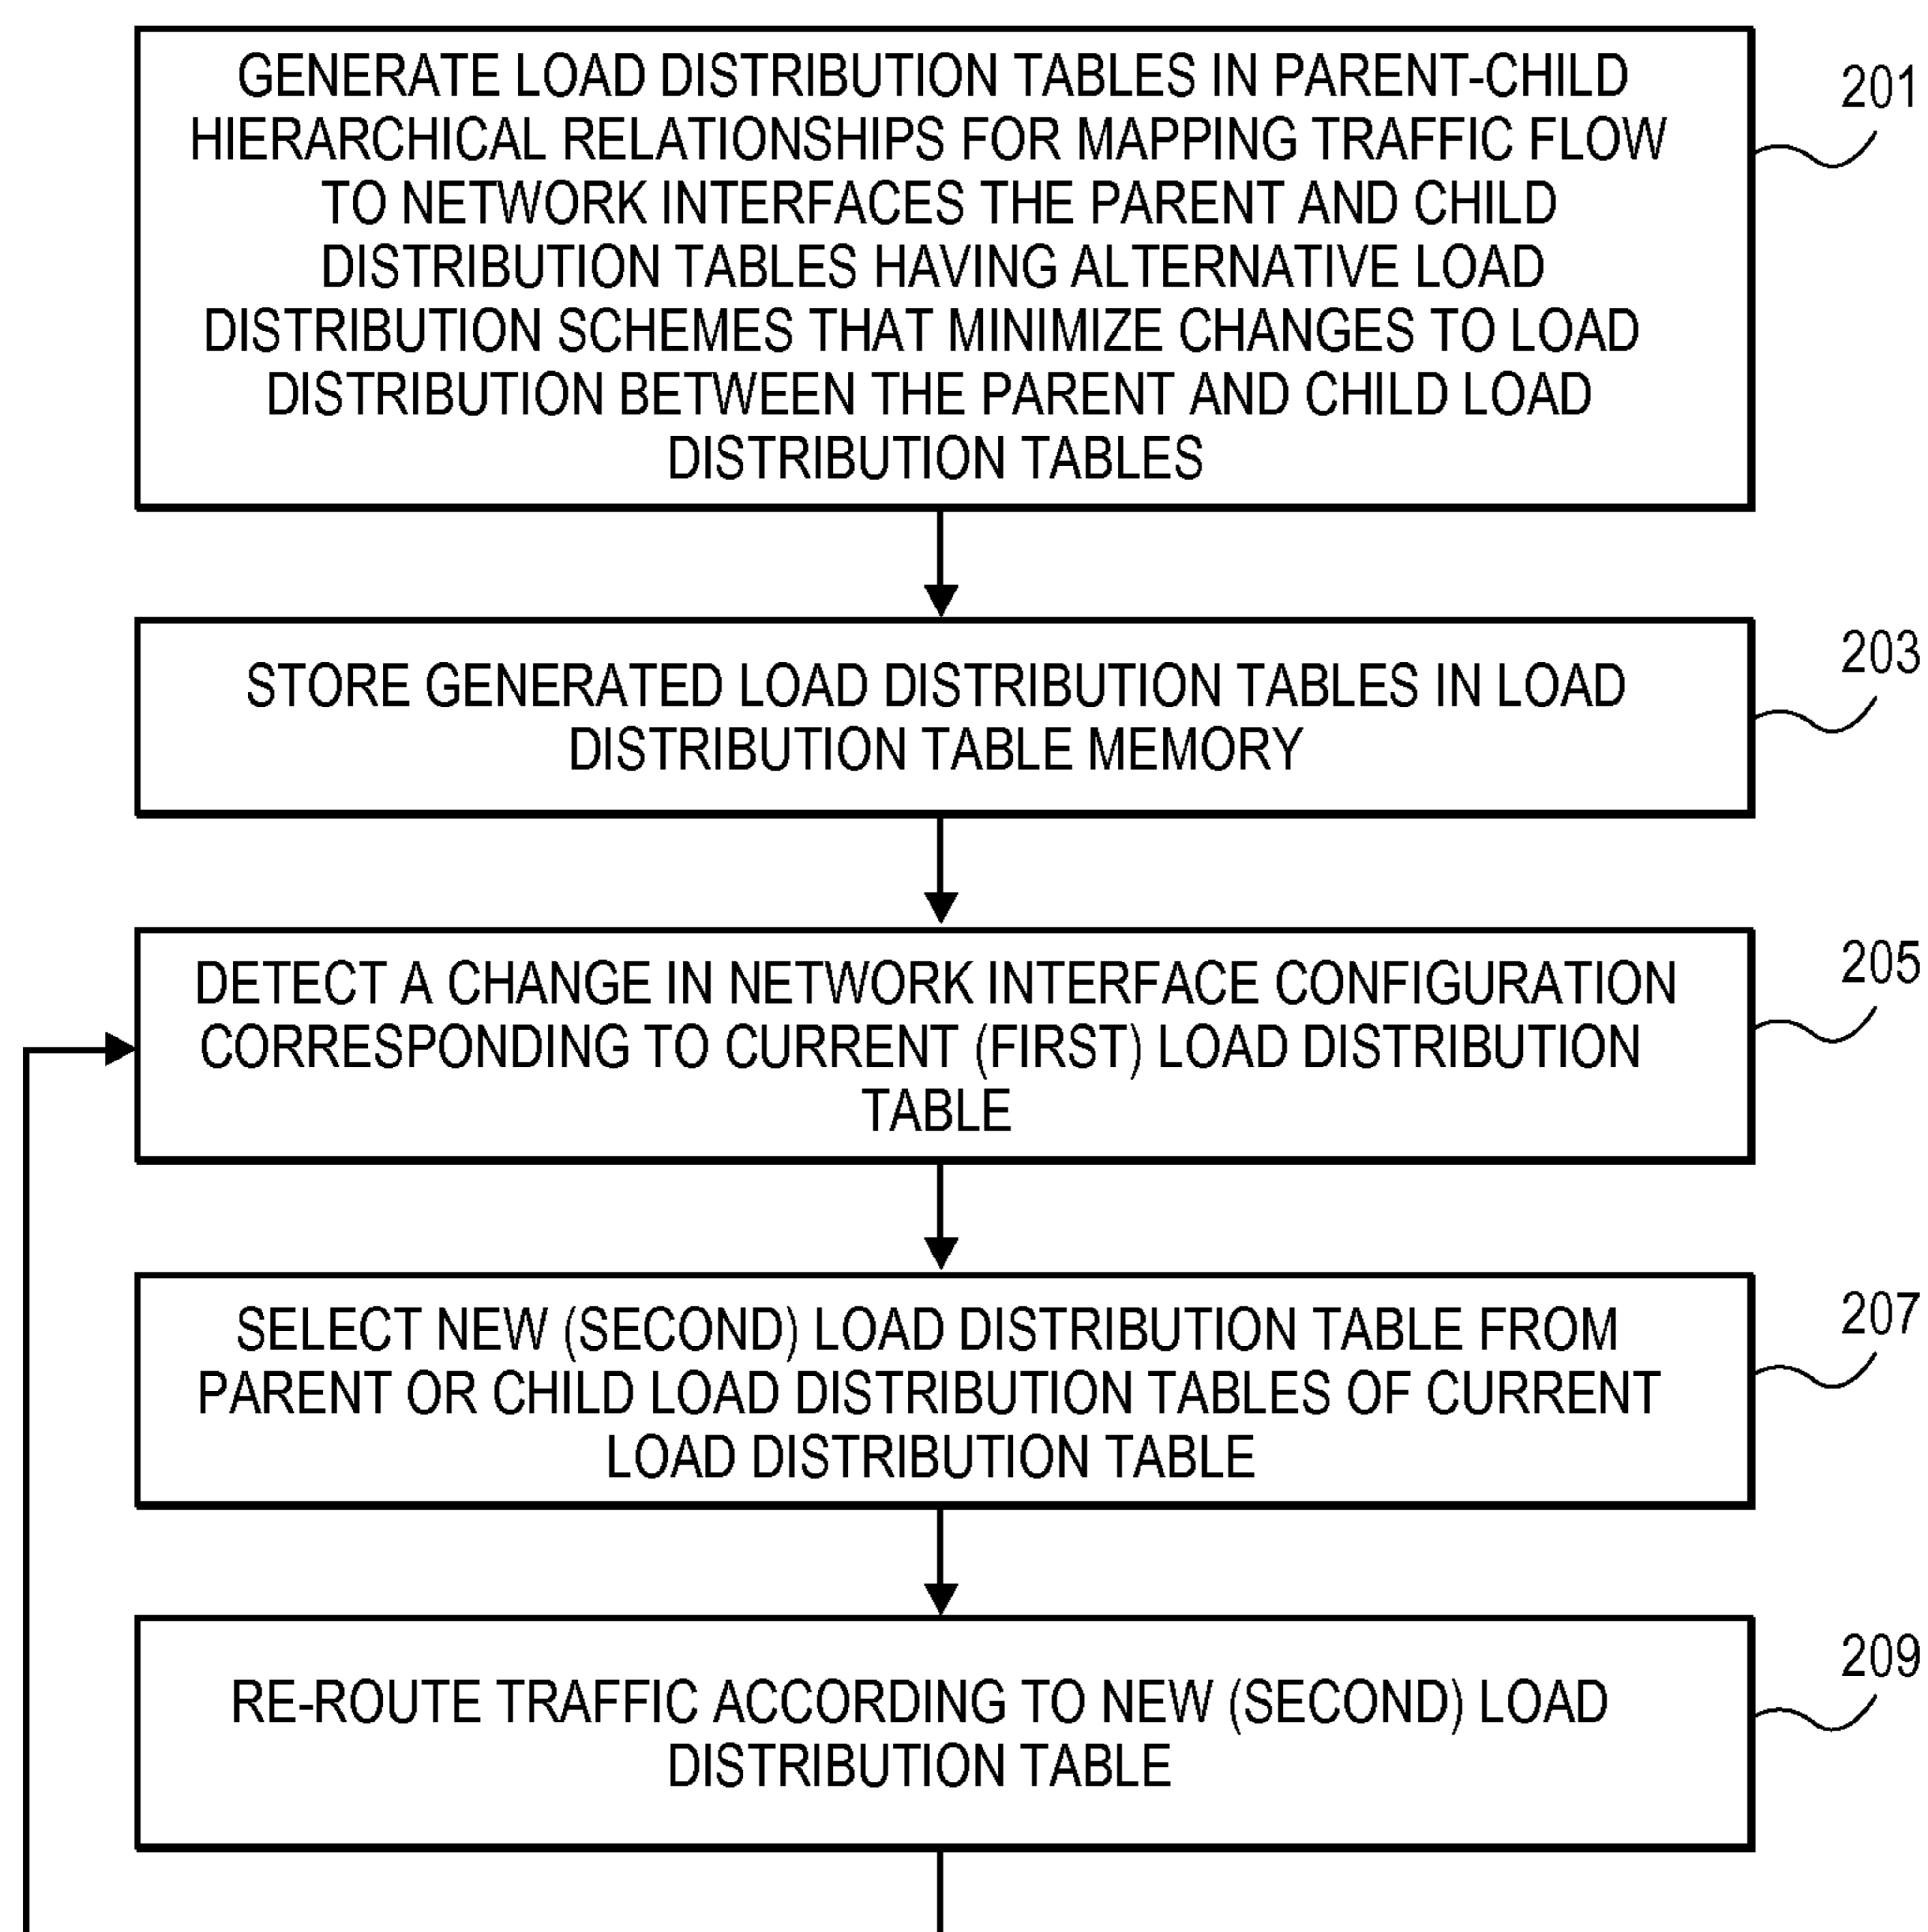 GENERATE LOAD DISTRIBUTION TABLES IN PARENT-CHILD
HIERARCHICAL RELATIONSHIPS FOR MAPPING TRAFFIC FLOW
TO NETWORK INTERFACES THE PARENT AND CHILD
DISTRIBUTION TABLES HAVING ALTERNATIVE LOAD
DISTRIBUTION SCHEMES THAT MINIMIZE CHANGES TO LOAD
DISTRIBUTION BETWEEN THE PARENT AND CHILD LOAD
DISTRIBUTION TABLES
201
STORE GENERATED LOAD DISTRIBUTION TABLES IN LOAD
DISTRIBUTION TABLE MEMORY
203
DETECT A CHANGE IN NETWORK INTERFACE CONFIGURATION
CORRESPONDING TO CURRENT (FIRST) LOAD DISTRIBUTION
TABLE
205
SELECT NEW (SECOND) LOAD DISTRIBUTION TABLE FROM
PARENT OR CHILD LOAD DISTRIBUTION TABLES OF CURRENT
LOAD DISTRIBUTION TABLE
207
RE-ROUTE TRAFFIC ACCORDING TO NEW (SECOND) LOAD
DISTRIBUTION TABLE
209